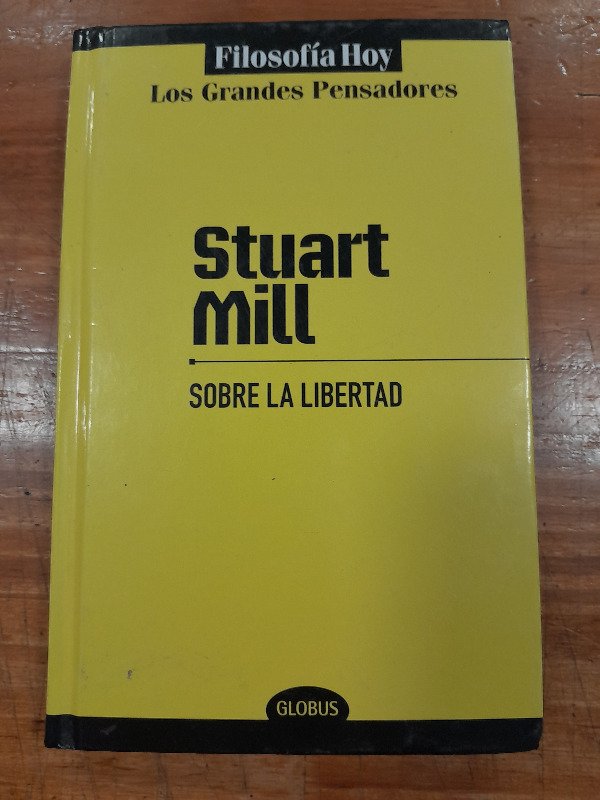 Filosofía Hoy
Los Grandes Pensadores
Stuart
Mill
SOBRE LA LIBERTAD
GLOBUS